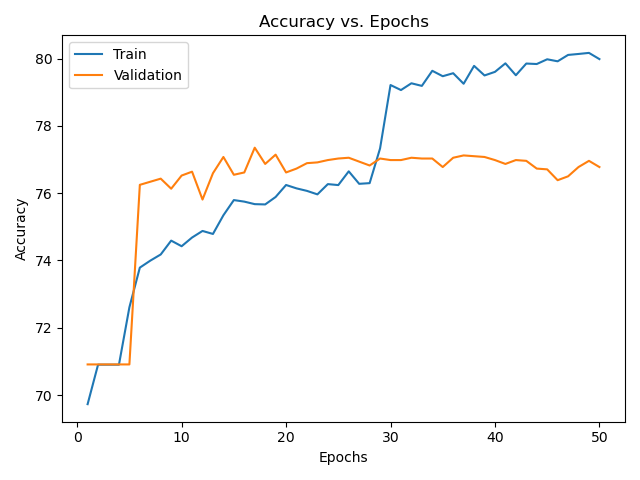 Accuracy vs. Epochs
Train
Validation
80
78
76
74
72
70
Accuracy
0 10 20 30 40 50
Epochs